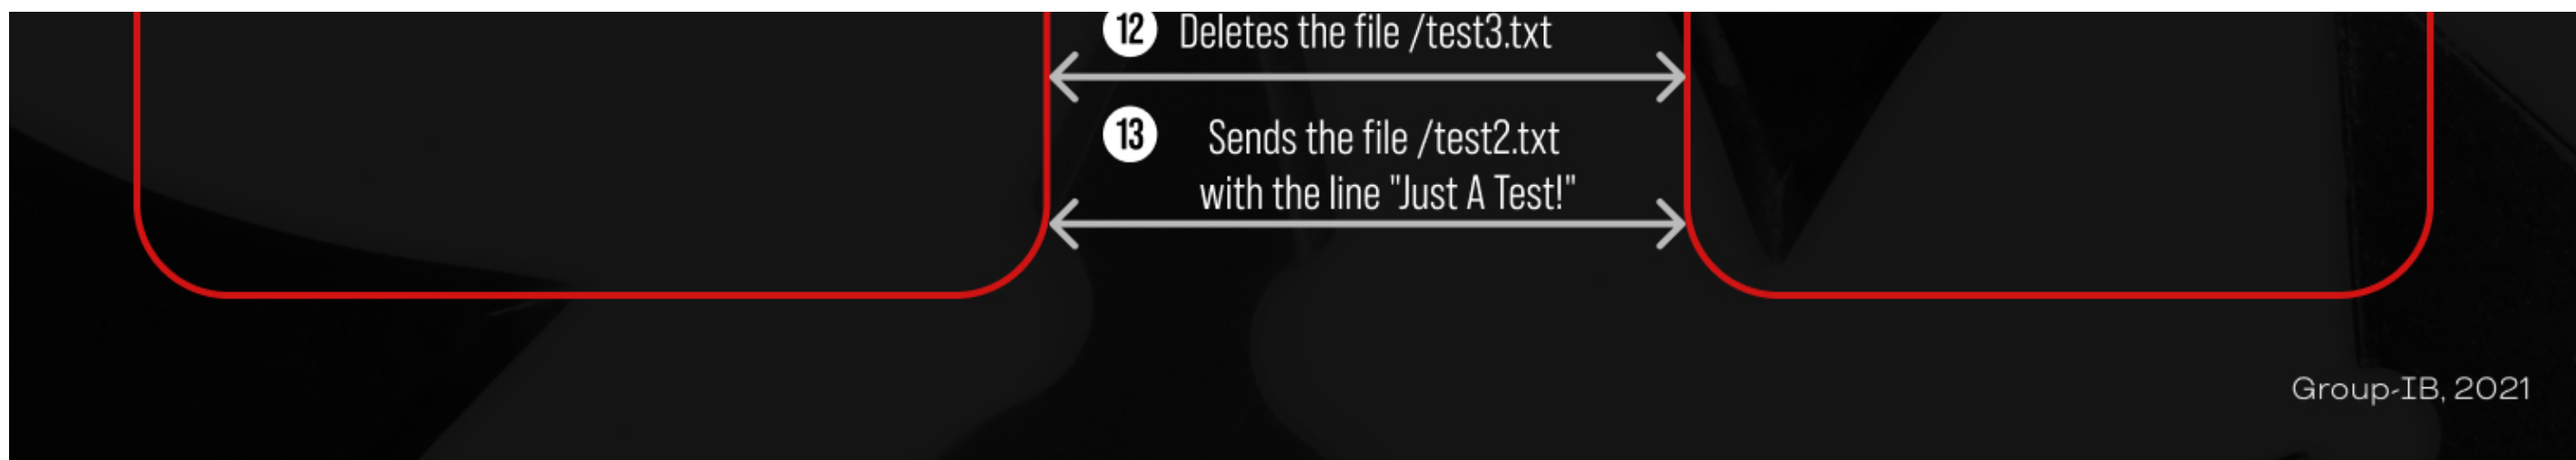 12 Deletes the file /test3.txt
13 Sends the file /test2.txt
with the line "Just A Test!"
Group-IB, 2021